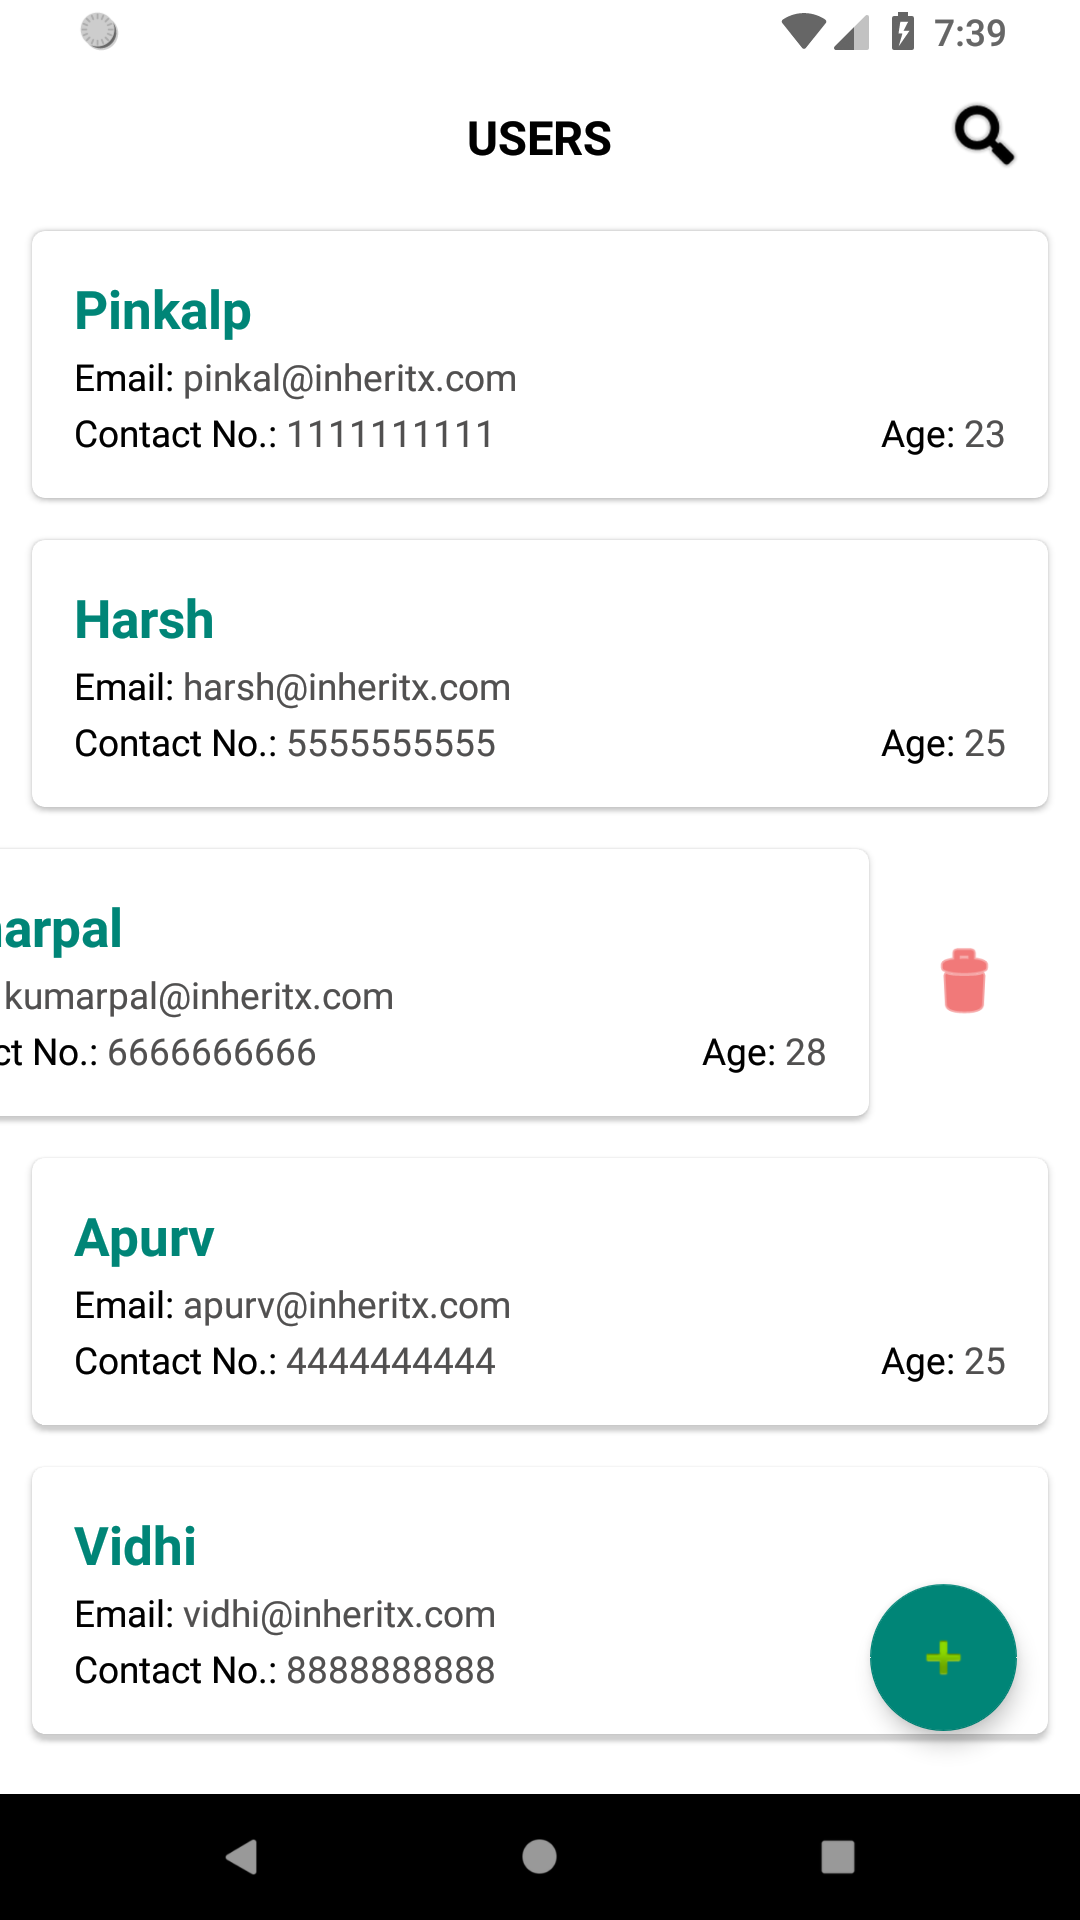 7:39
USERS
Pinkalp
Email: pinkal@inheritx.com
Contact No.: 1111111111 Age: 23
Harsh
Email: harsh@inheritx.com
Contact No.: 5555555555 Age: 25
arpal
kumarpal@inheritx.com
ct No.: 6666666666 Age: 28
Apurv
Email: apurv@inheritx.com
Contact No.: 4444444444 Age: 25
Vidhi
Email: vidhi@inheritx.com
Contact No.: 8888888888